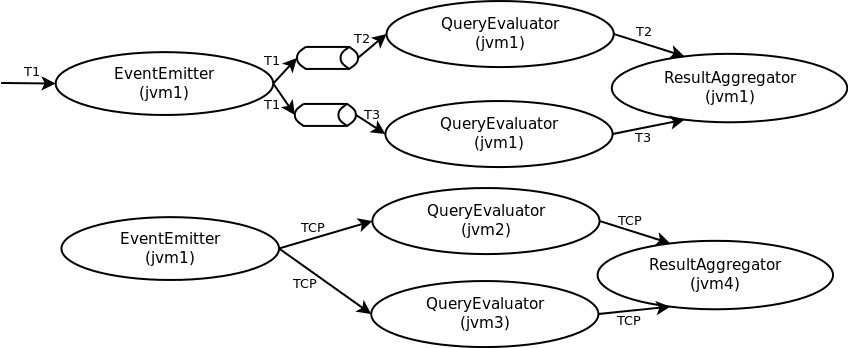 T1
EventEmitter
(jvm1)
T1
T1
T2
T3
QueryEvaluator
(jvm1)
QueryEvaluator
(jvm1)
T2
T3
ResultAggregator
(jvm1)
EventEmitter
(jvm1)
TCP
TCP
QueryEvaluator
(jvm2)
QueryEvaluator
(jvm3)
TCP
TCP
ResultAggregator
(jvm4)